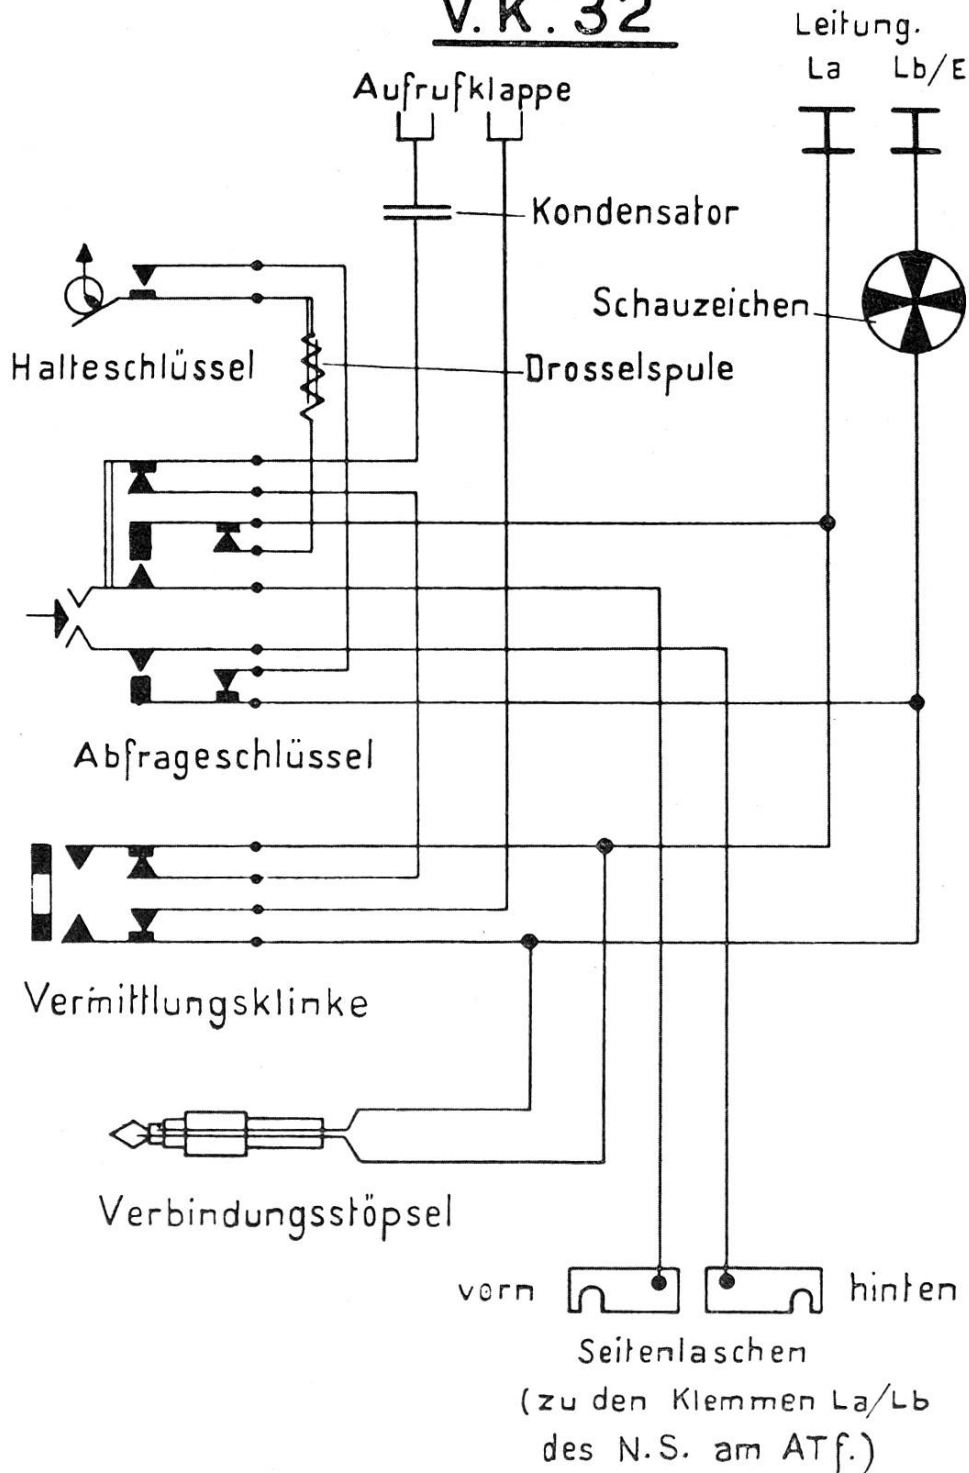 V.K.32
Leitung.
La Lb/E
Aufrufklappe
Kondensator
Schauzeichen
Halteschlüssel
Drosselspule
Abfrageschlüssel
Vermittlungsklinke
Verbindungsstöpsel
vorn hinten
Seitenlaschen
(zu den Klemmen La/Lb
des N.S. am ATf.)